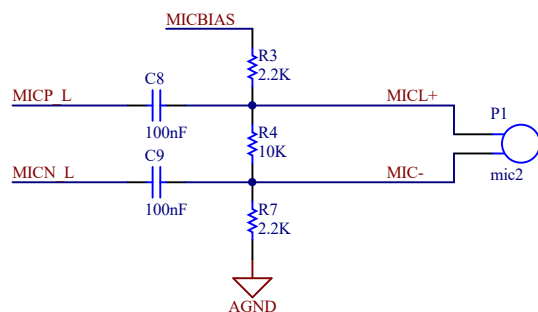 MICBIAS
R3
2.2K
C8
MICP_L
100nF
MICL+
P1
R4
10K
C9
MICN_L
100nF
MIC-
mic2
R7
2.2K
AGND